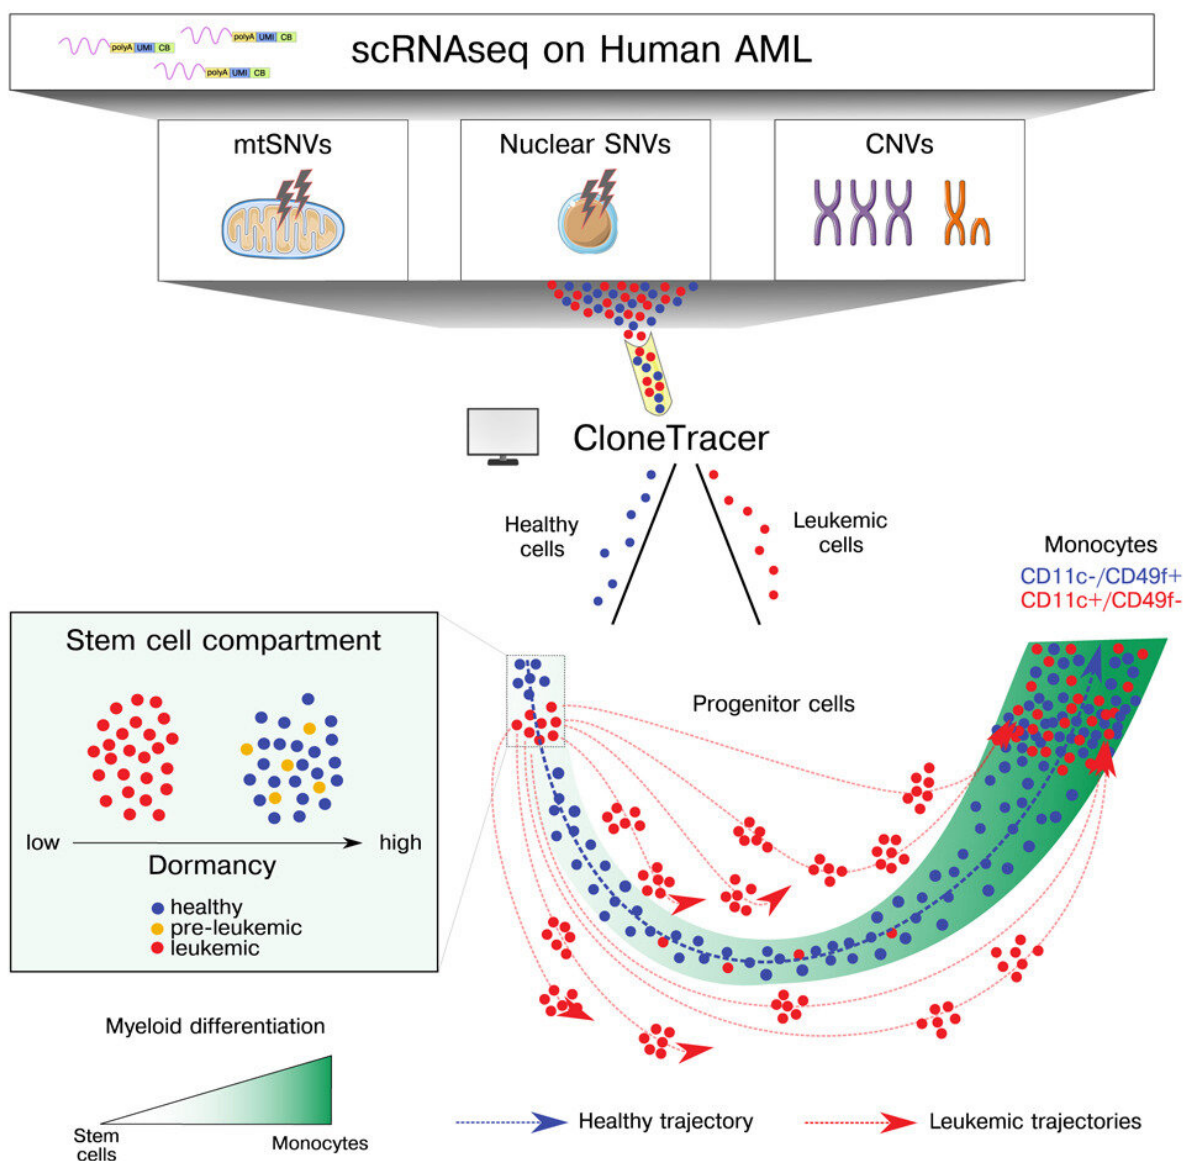 scRNAseq on Human AML
polyA UMI CB
polyA UMI CB
polyA UMI CB
mtSNVs
Nuclear SNVs
CNVs
CloneTracer
Healthy
cells
Leukemic
cells
Monocytes
CD11c-/CD49f+
CD11c+/CD49f-
Stem cell compartment
low
high
Dormancy
healthy
pre-leukemic
leukemic
Progenitor cells
Myeloid differentiation
Stem
cells
Monocytes
Healthy trajectory
Leukemic trajectories